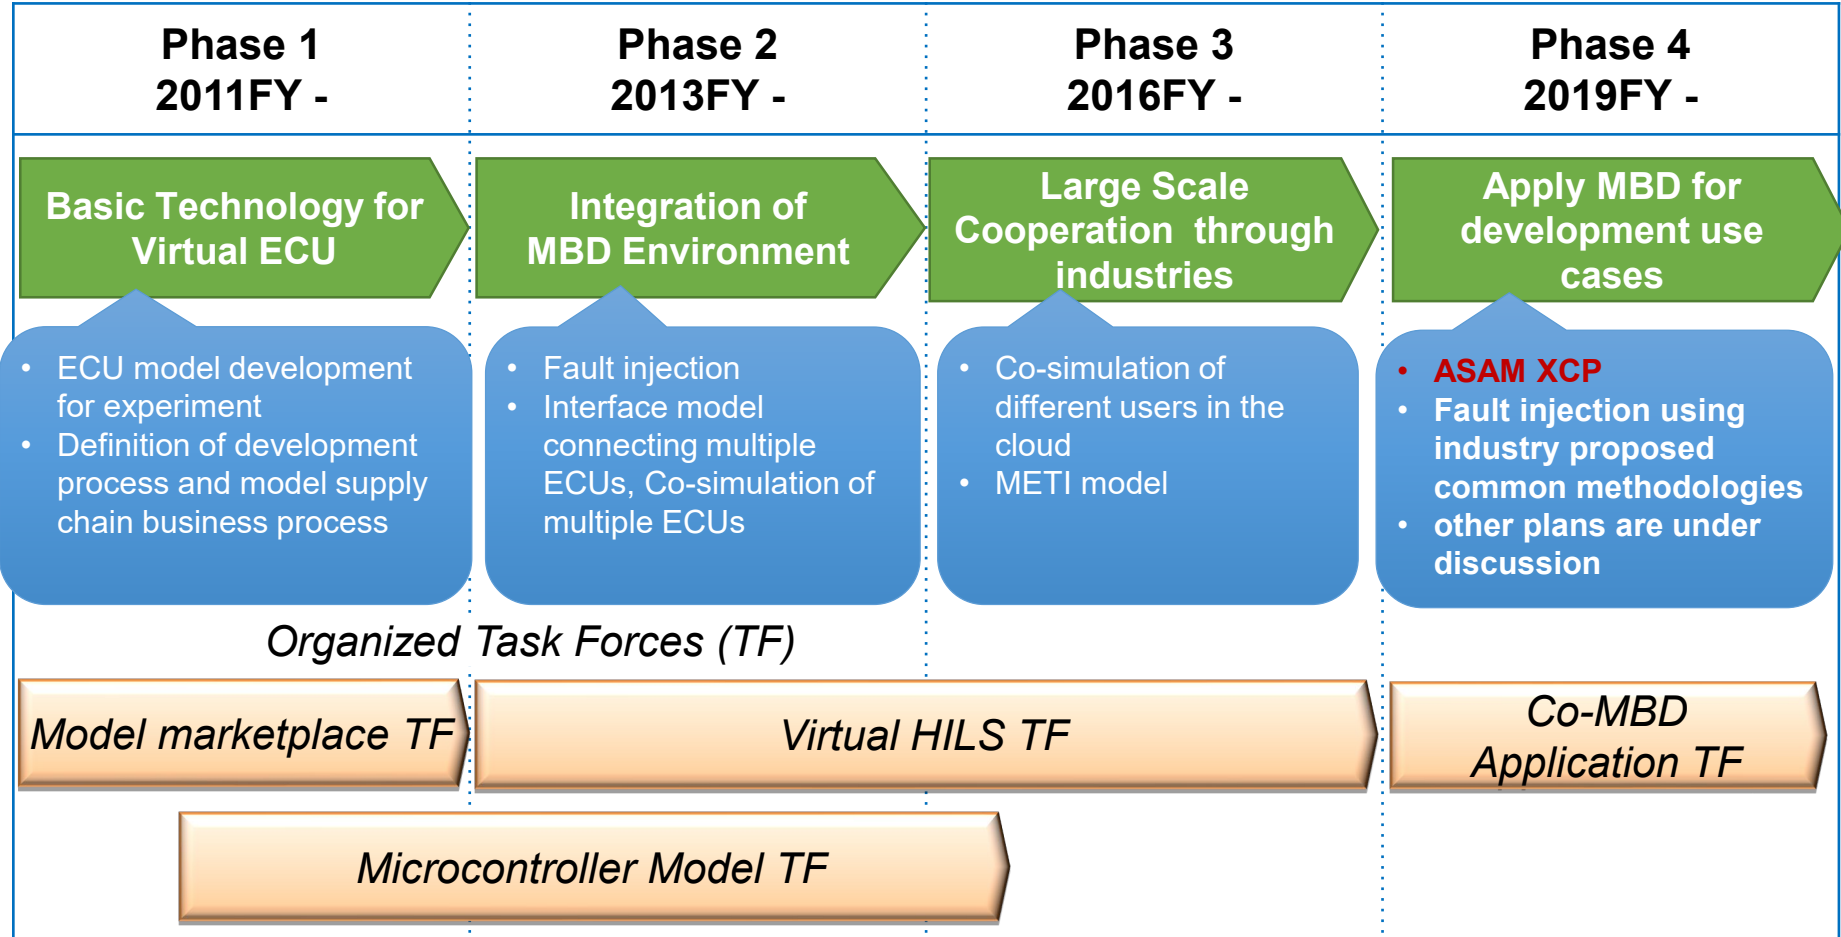 Phase 1
2011FY -
Phase 2
2013FY -
Phase 3
2016FY -
Phase 4
2019FY -
Basic Technology for
Virtual ECU
Integration of
MBD Environment
Large Scale
Cooperation through
industries
Apply MBD for
development use
cases
• ECU model development
for experiment
• Definition of development
process and model supply
chain business process
• Fault injection
• Interface model
connecting multiple
ECUs, Co-simulation of
multiple ECUs
• Co-simulation of
different users in the
cloud
• METI model
• ASAM XCP
• Fault injection using
industry proposed
common methodologies
• other plans are under
discussion
Organized Task Forces (TF)
Model marketplace TF
Virtual HILS TF
Co-MBD
Application TF
Microcontroller Model TF